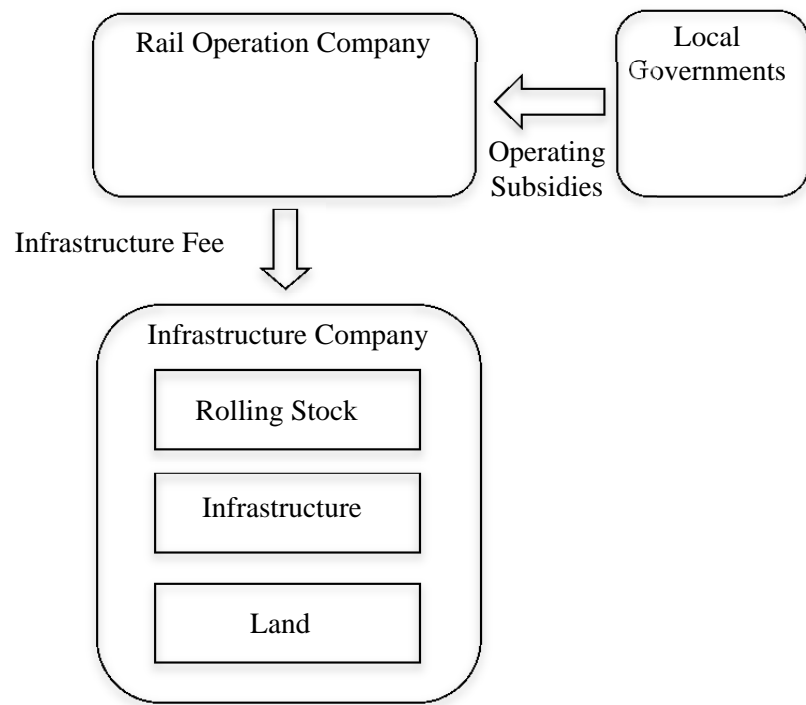 Rail Operation Company
Local
Governments
Operating
Subsidies
Infrastructure Fee
Infrastructure Company
Rolling Stock
Infrastructure
Land